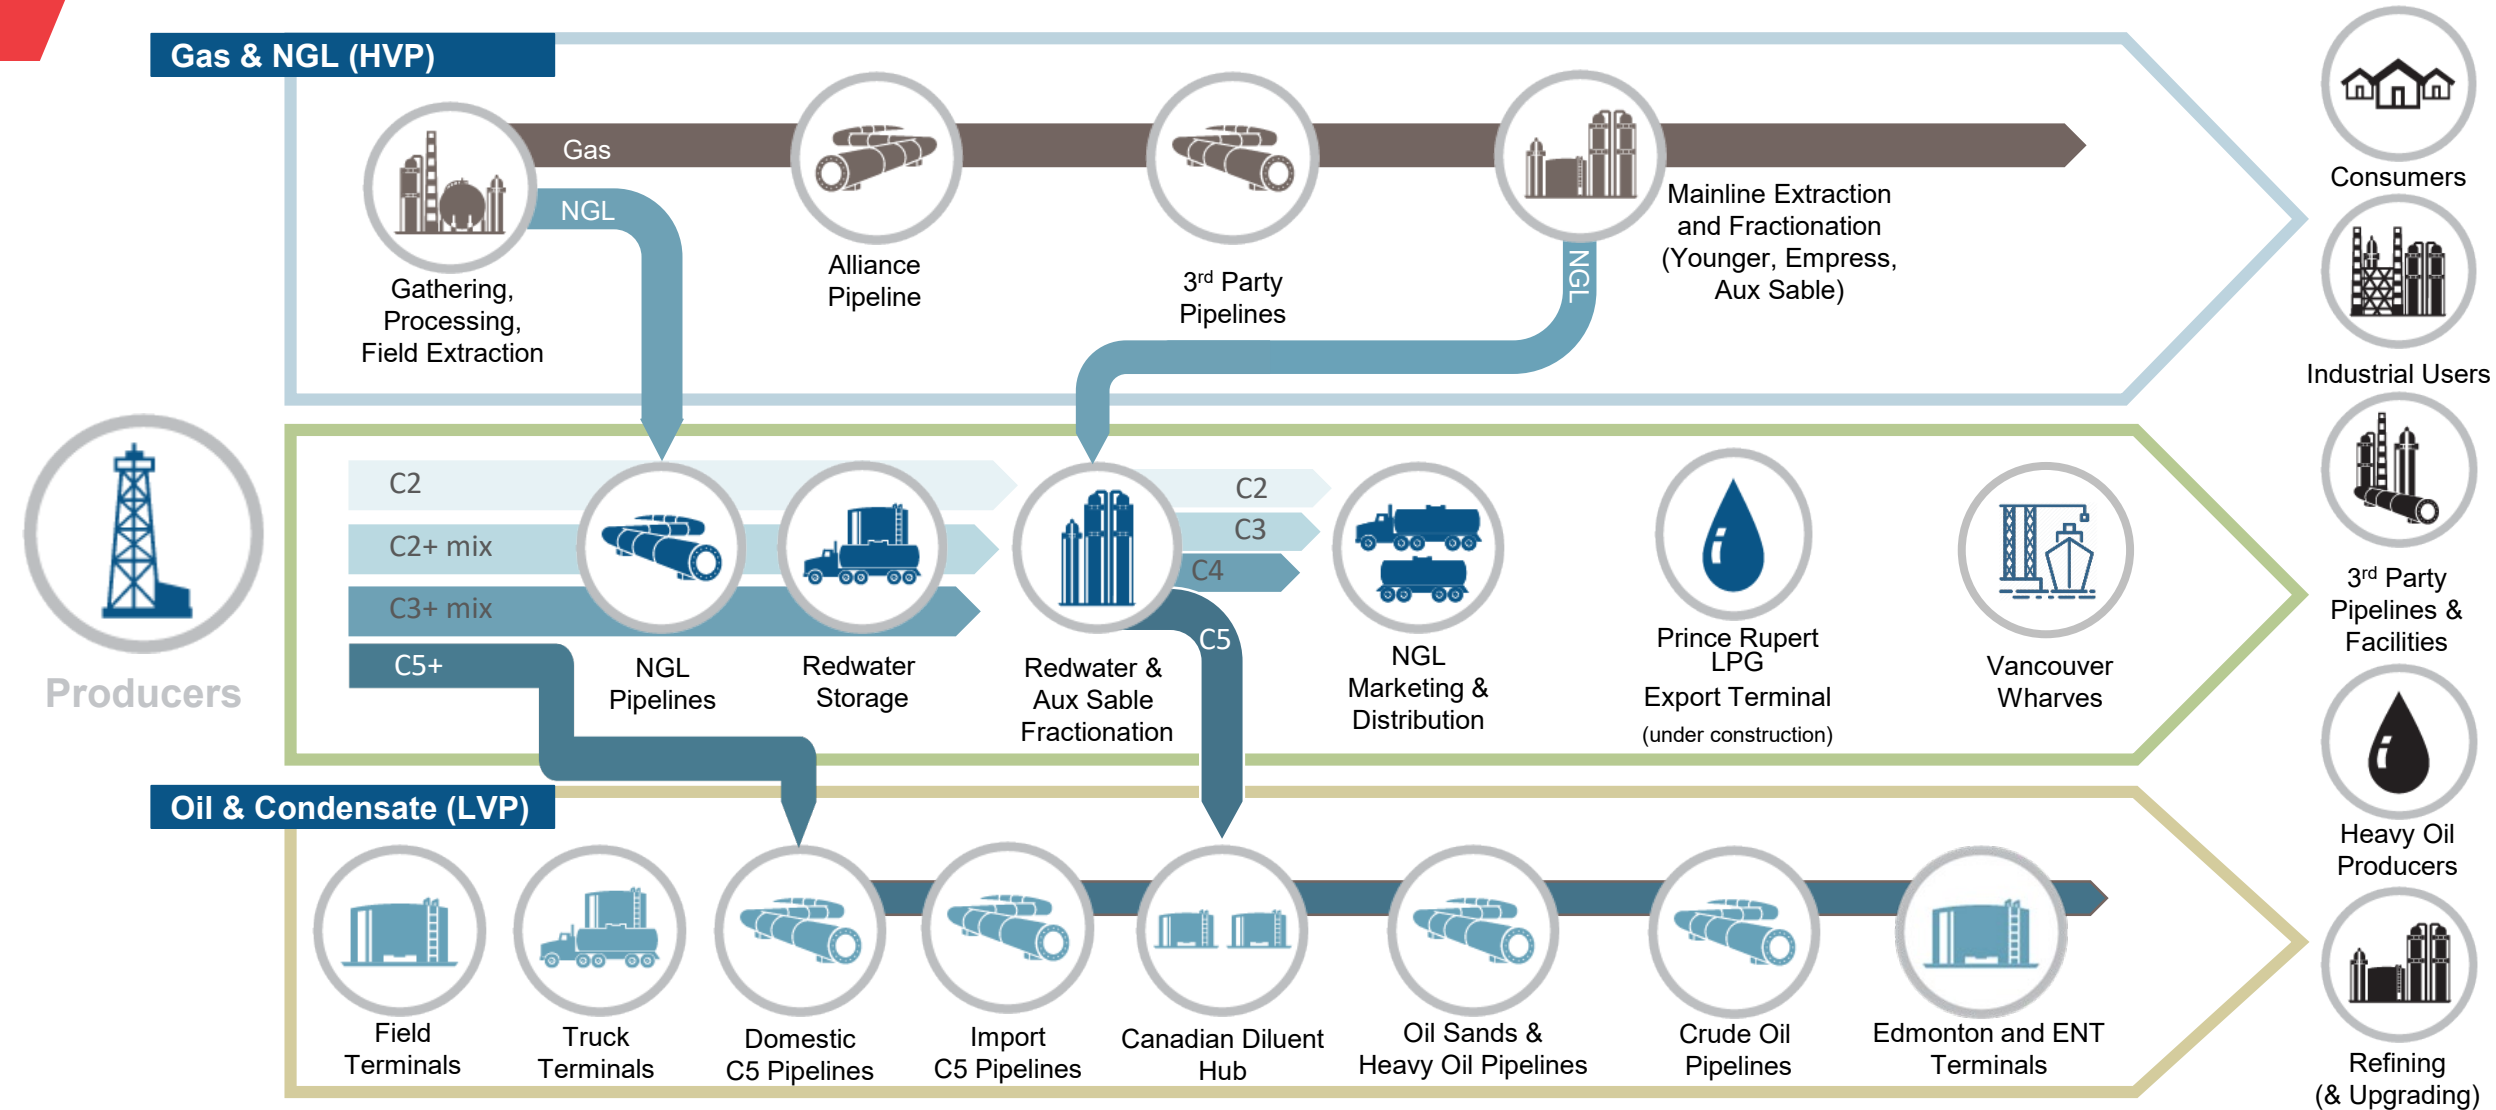 Gas & NGL (HVP)
Gas
NGL
Gathering,
Processing,
Field Extraction
Alliance
Pipeline
3rd Party
Pipelines
Mainline Extraction
and Fractionation
(Younger, Empress,
Aux Sable)
NGL
Producers
C2
C2+ mix
C3+ mix
C5+
NGL
Pipelines
Redwater
Storage
Redwater &
Aux Sable
Fractionation
C2
C3
C4
C5
NGL
Marketing &
Distribution
Prince Rupert
LPG
Export Terminal
(under construction)
Vancouver
Wharves
Oil & Condensate (LVP)
Field
Terminals
Truck
Terminals
Domestic
C5 Pipelines
Import
C5 Pipelines
Canadian Diluent
Hub
Oil Sands &
Heavy Oil Pipelines
Crude Oil
Pipelines
Edmonton and ENT
Terminals
Consumers
Industrial Users
3rd Party
Pipelines &
Facilities
Heavy Oil
Producers
Refining
(& Upgrading)